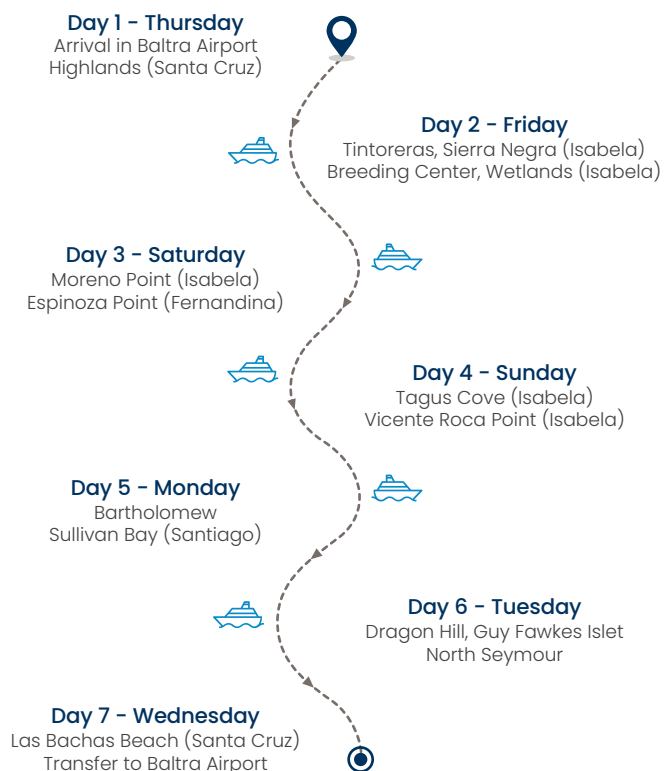 Day 1 - Thursday
Arrival in Baltra Airport
Highlands (Santa Cruz)
Day 2 - Friday
Tintoreras, Sierra Negra (Isabela)
Breeding Center, Wetlands (Isabela)
Day 3 - Saturday
Moreno Point (Isabela)
Espinoza Point (Fernandina)
Day 4 - Sunday
Tagus Cove (Isabela)
Vicente Roca Point (Isabela)
Day 5 - Monday
Bartholomew
Sullivan Bay (Santiago)
Day 6 - Tuesday
Dragon Hill, Guy Fawkes Islet
North Seymour
Day 7 - Wednesday
Las Bachas Beach (Santa Cruz)
Transfer to Baltra Airport